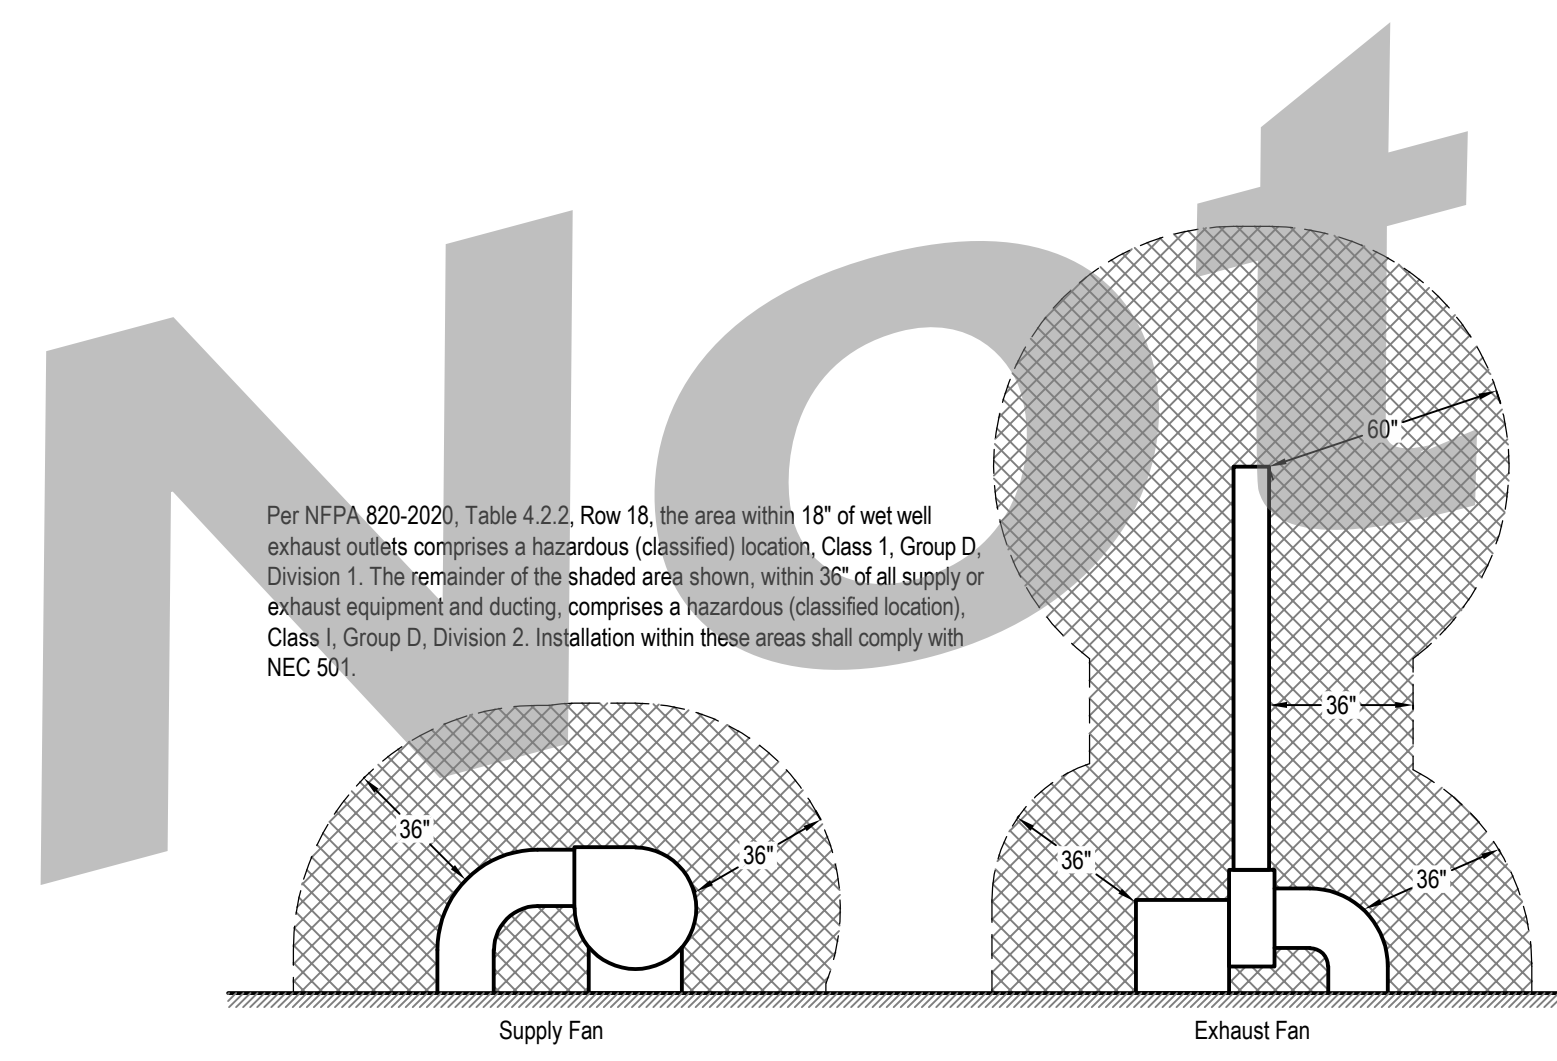 Not
60"
Per NFPA 820-2020, Table 4.2.2, Row 18, the area within 18" of wet well
exhaust outlets comprises a hazardous (classified) location, Class 1, Group D,
Division 1. The remainder of the shaded area shown, within 36" of all supply or
exhaust equipment and ducting, comprises a hazardous (classified location),
Class I, Group D, Division 2. Installation within these areas shall comply with
NEC 501.
36"
36"
36"
36"
36"
Supply Fan
Exhaust Fan